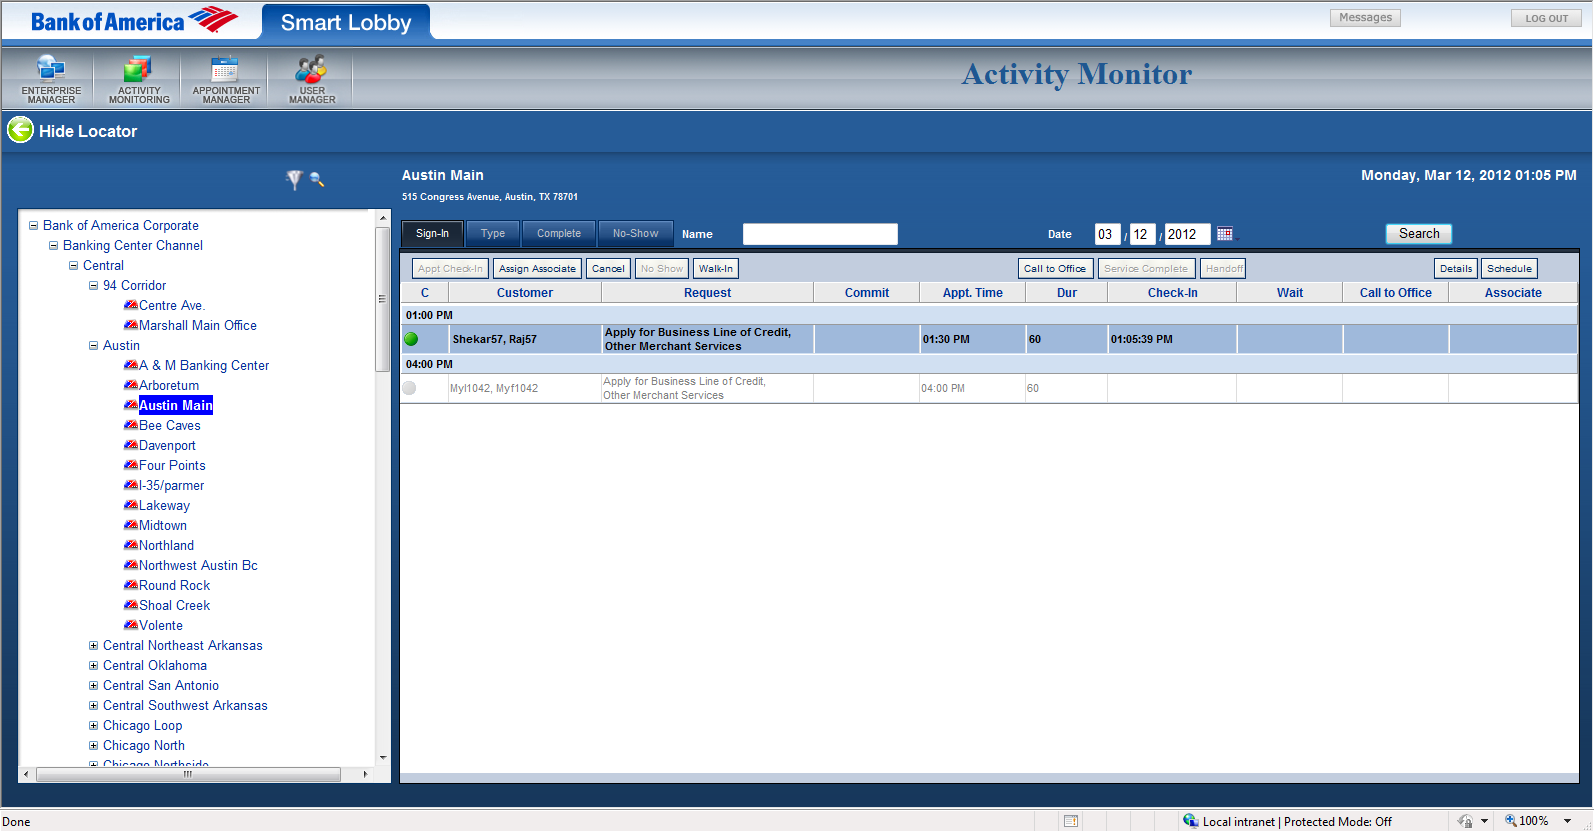 Bank of America
Smart Lobby
Messages
LOG OUT
ENTERPRISE MANAGER
ACTIVITY MONITORING
APPOINTMENT MANAGER
USER MANAGER
Activity Monitor
Hide Locator
Austin Main
Monday, Mar 12, 2012 01:05 PM
515 Congress Avenue, Austin, TX 78701
Bank of America Corporate
Banking Center Channel
Central
94 Corridor
Centre Ave.
Marshall Main Office
Austin
A & M Banking Center
Arboretum
Austin Main
Bee Caves
Davenport
Four Points
I-35/parmer
Lakeway
Midtown
Northland
Northwest Austin Bc
Round Rock
Shoal Creek
Volente
Central Northeast Arkansas
Central Oklahoma
Central San Antonio
Central Southwest Arkansas
Chicago Loop
Chicago North
Chicago Northside
Sign-In Type Complete No-Show Name Date 03 / 12 / 2012 Search
Appt Check-In Assign Associate Cancel No Show Walk-In Call to Office Service Complete Handoff Details Schedule
C Customer Request Commit Appt. Time Dur Check-In Wait Call to Office Associate
01:00 PM
Shekar57, Raj57 Apply for Business Line of Credit, Other Merchant Services 01:30 PM 60 01:05:39 PM
04:00 PM
Myl1042, Myf1042 Apply for Business Line of Credit, Other Merchant Services 04:00 PM 60
Done
Local intranet | Protected Mode: Off
100%